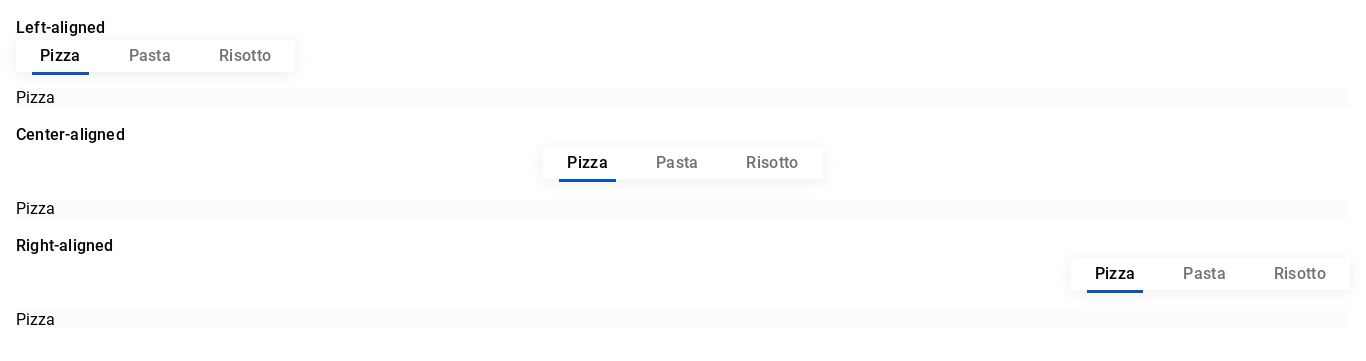 Left-aligned
Pizza Pasta Risotto
Pizza
Center-aligned
Pizza Pasta Risotto
Pizza
Right-aligned
Pizza Pasta Risotto
Pizza